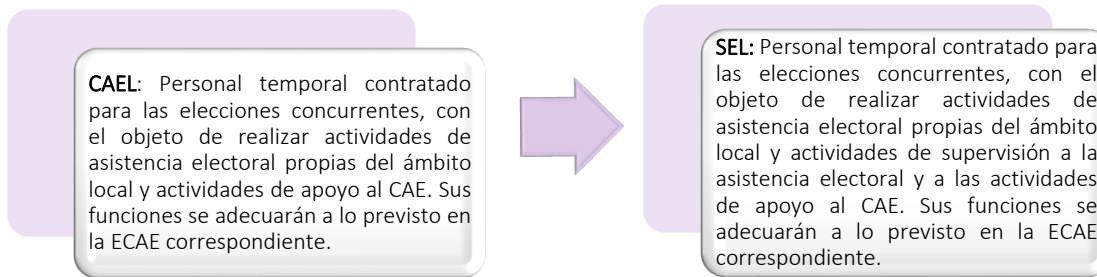 CAEL: Personal temporal contratado
para las elecciones concurrentes, con
el objeto de realizar actividades de
asistencia electoral propias del ámbito
local y actividades de apoyo al CAE. Sus
funciones se adecuarán a lo previsto en
la ECAE correspondiente.
SEL: Personal temporal contratado para
las elecciones concurrentes, con el
objeto de realizar actividades de
asistencia electoral propias del ámbito
local y actividades de supervisión a la
asistencia electoral y a las actividades
de apoyo al CAE. Sus funciones se
adecuarán a lo previsto en la ECAE
correspondiente.